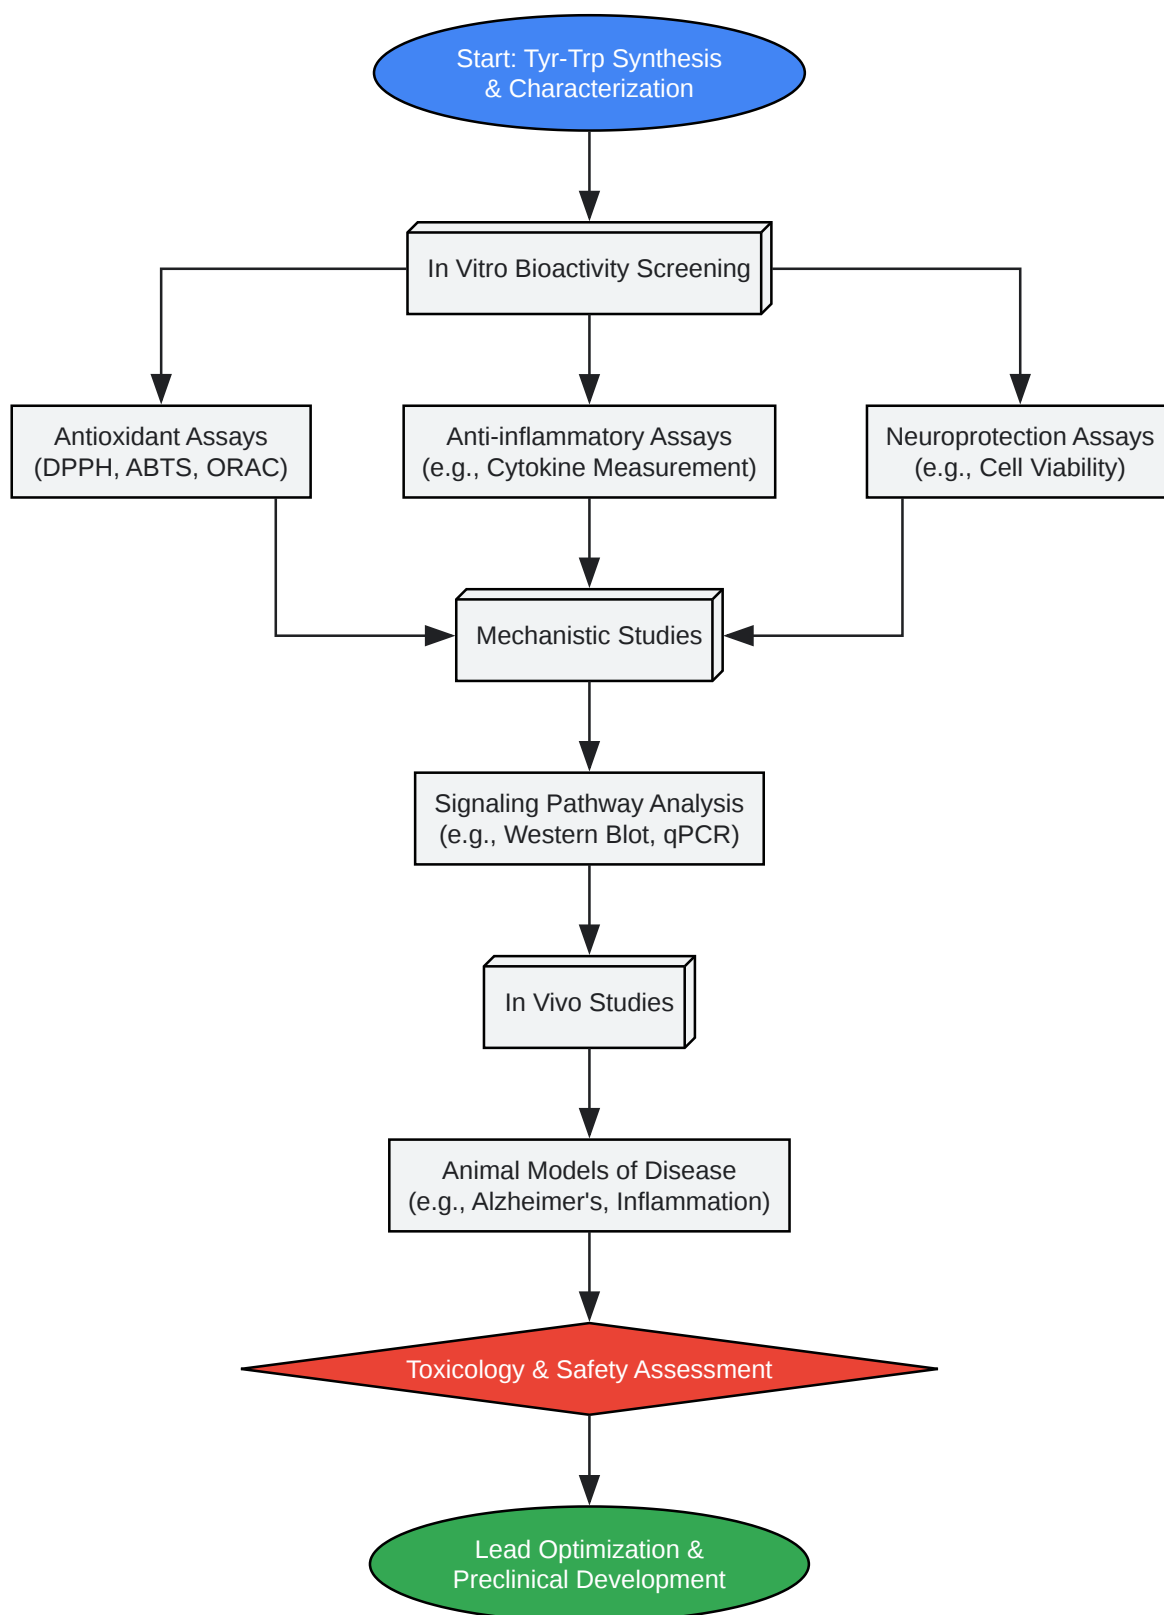 Start: Tyr-Trp Synthesis
& Characterization
In Vitro Bioactivity Screening
Antioxidant Assays
(DPPH, ABTS, ORAC)
Anti-inflammatory Assays
(e.g., Cytokine Measurement)
Neuroprotection Assays
(e.g., Cell Viability)
Mechanistic Studies
Signaling Pathway Analysis
(e.g., Western Blot, qPCR)
In Vivo Studies
Animal Models of Disease
(e.g., Alzheimer's, Inflammation)
Toxicology & Safety Assessment
Lead Optimization &
Preclinical Development